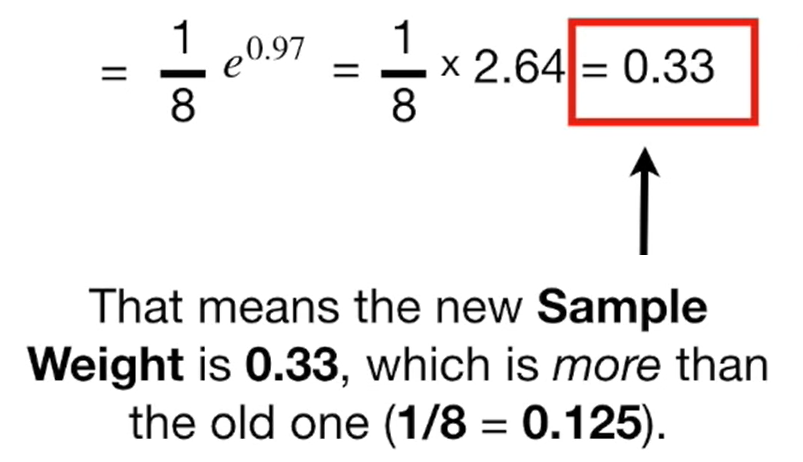 = 1/8 e^0.97 = 1/8 x 2.64 = 0.33
That means the new Sample
Weight is 0.33, which is more than
the old one (1/8 = 0.125).